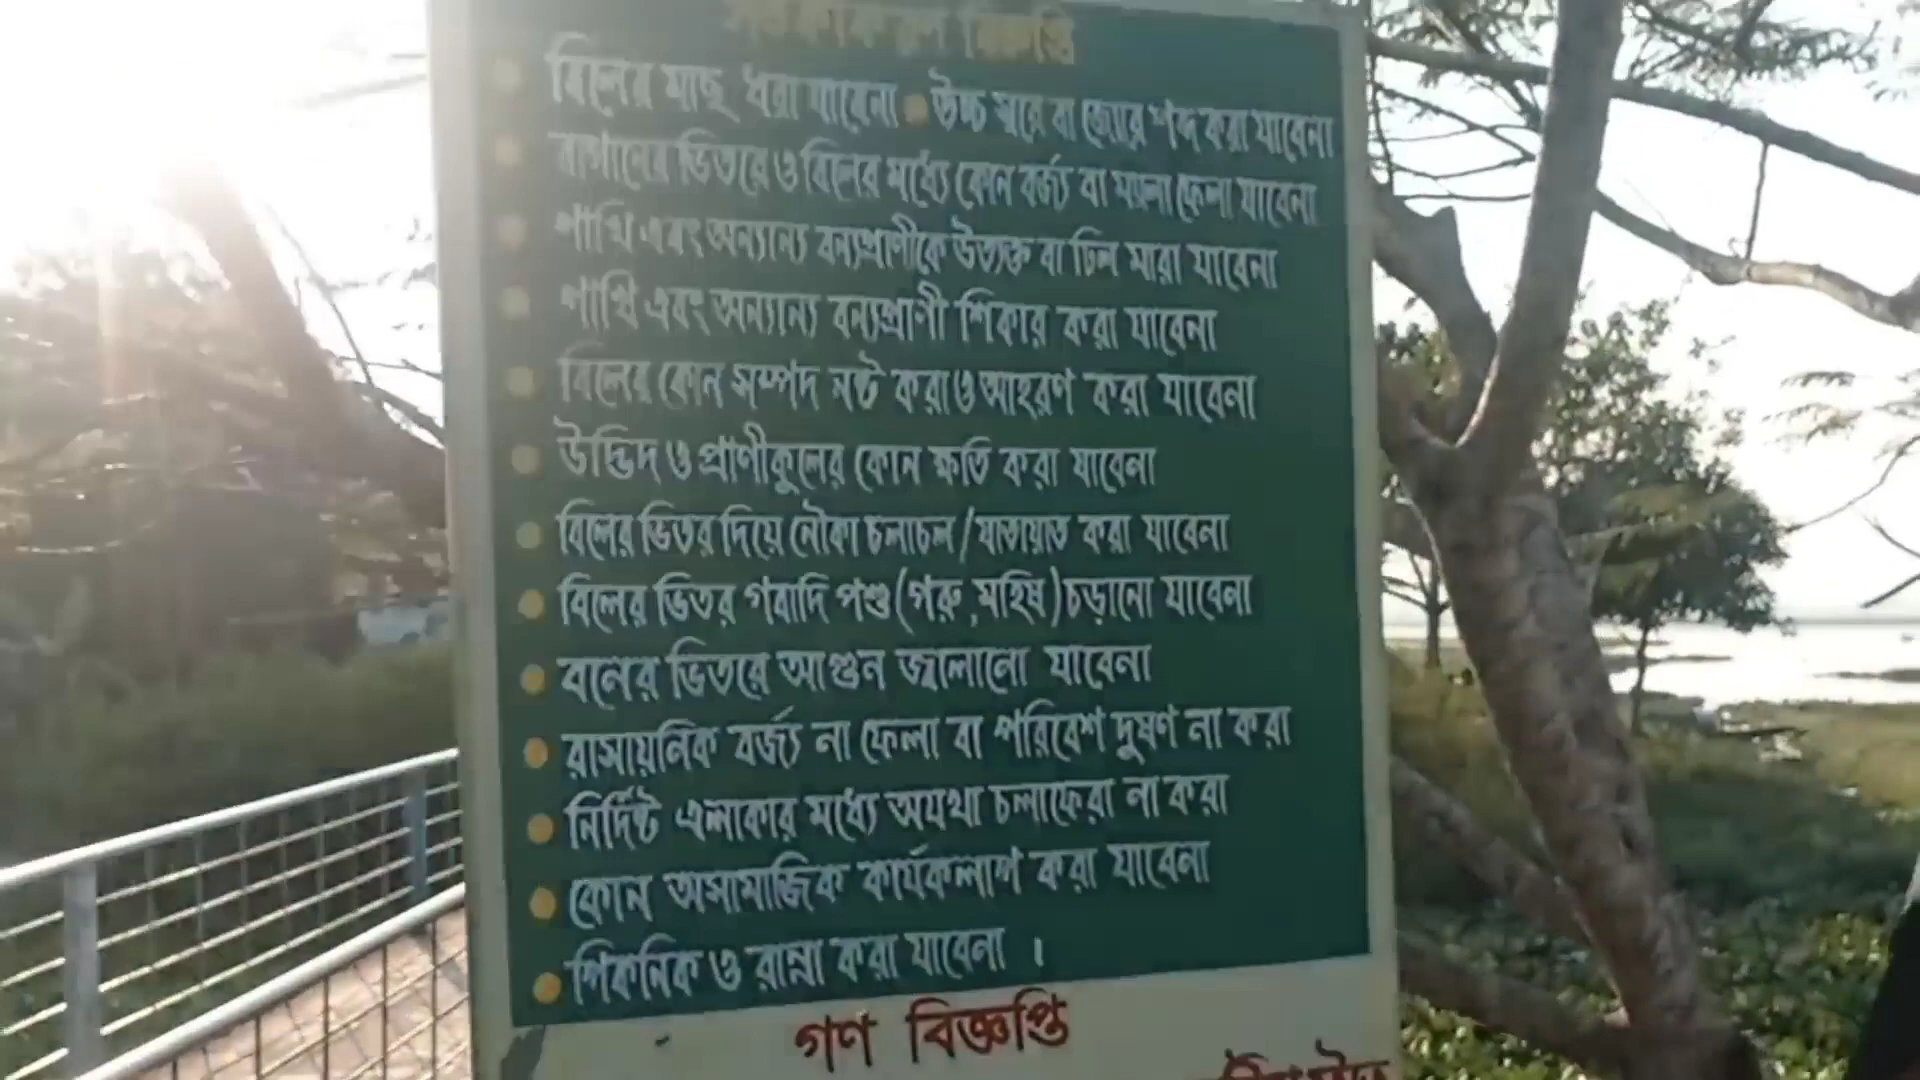 সতর্কীকরণ বিজ্ঞপ্তি
বিলের মাছ ধরা যাবেনা উচ্চ স্বরে বা জোরে শব্দ করা যাবেনা
বাগানের ভিতরে ও বিলের মধ্যে কোন বর্জ্য বা ময়লা ফেলা যাবেনা
পাখি এবং অন্যান্য বন্যপ্রাণীকে উত্যক্ত বা ঢিল মারা যাবেনা
পাখি এবং অন্যান্য বন্যপ্রাণী শিকার করা যাবেনা
বিলের কোন সম্পদ নষ্ট করা ও আহরণ করা যাবেনা
উদ্ভিদ ও প্রাণীকুলের কোন ক্ষতি করা যাবেনা
বিলের ভিতর দিয়ে নৌকা চলাচল/যাতায়াত করা যাবেনা
বিলের ভিতর গবাদি পশু (গরু, মহিষ) চড়ানো যাবেনা
বনের ভিতরে আগুন জ্বালানো যাবেনা
রাসায়নিক বর্জ্য না ফেলা বা পরিবেশ দুষণ না করা
নির্দিষ্ট এলাকার মধ্যে অযথা চলাফেরা না করা
কোন অসামাজিক কার্যকলাপ করা যাবেনা
পিকনিক ও রান্না করা যাবেনা ।
গণ বিজ্ঞপ্তি